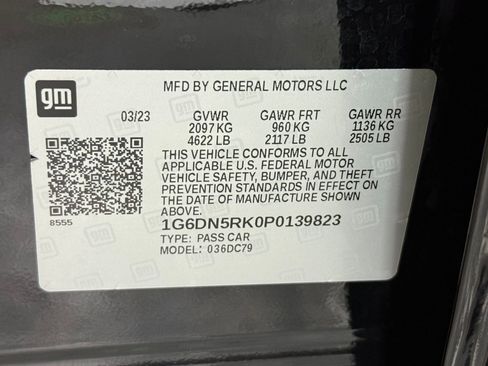 gm
MFD BY GENERAL MOTORS LLC
03/23 GVWR GAWR FRT GAWR RR
2097 KG 960 KG 1136 KG
4622 LB 2117 LB 2505 LB
THIS VEHICLE CONFORMS TO ALL
APPLICABLE U.S. FEDERAL MOTOR
VEHICLE SAFETY, BUMPER, AND THEFT
PREVENTION STANDARDS IN EFFECT ON
THE DATE OF MANUFACTURE SHOWN
ABOVE.
8555
1G6DN5RK0P0139823
TYPE: PASS CAR
MODEL: 036DC79